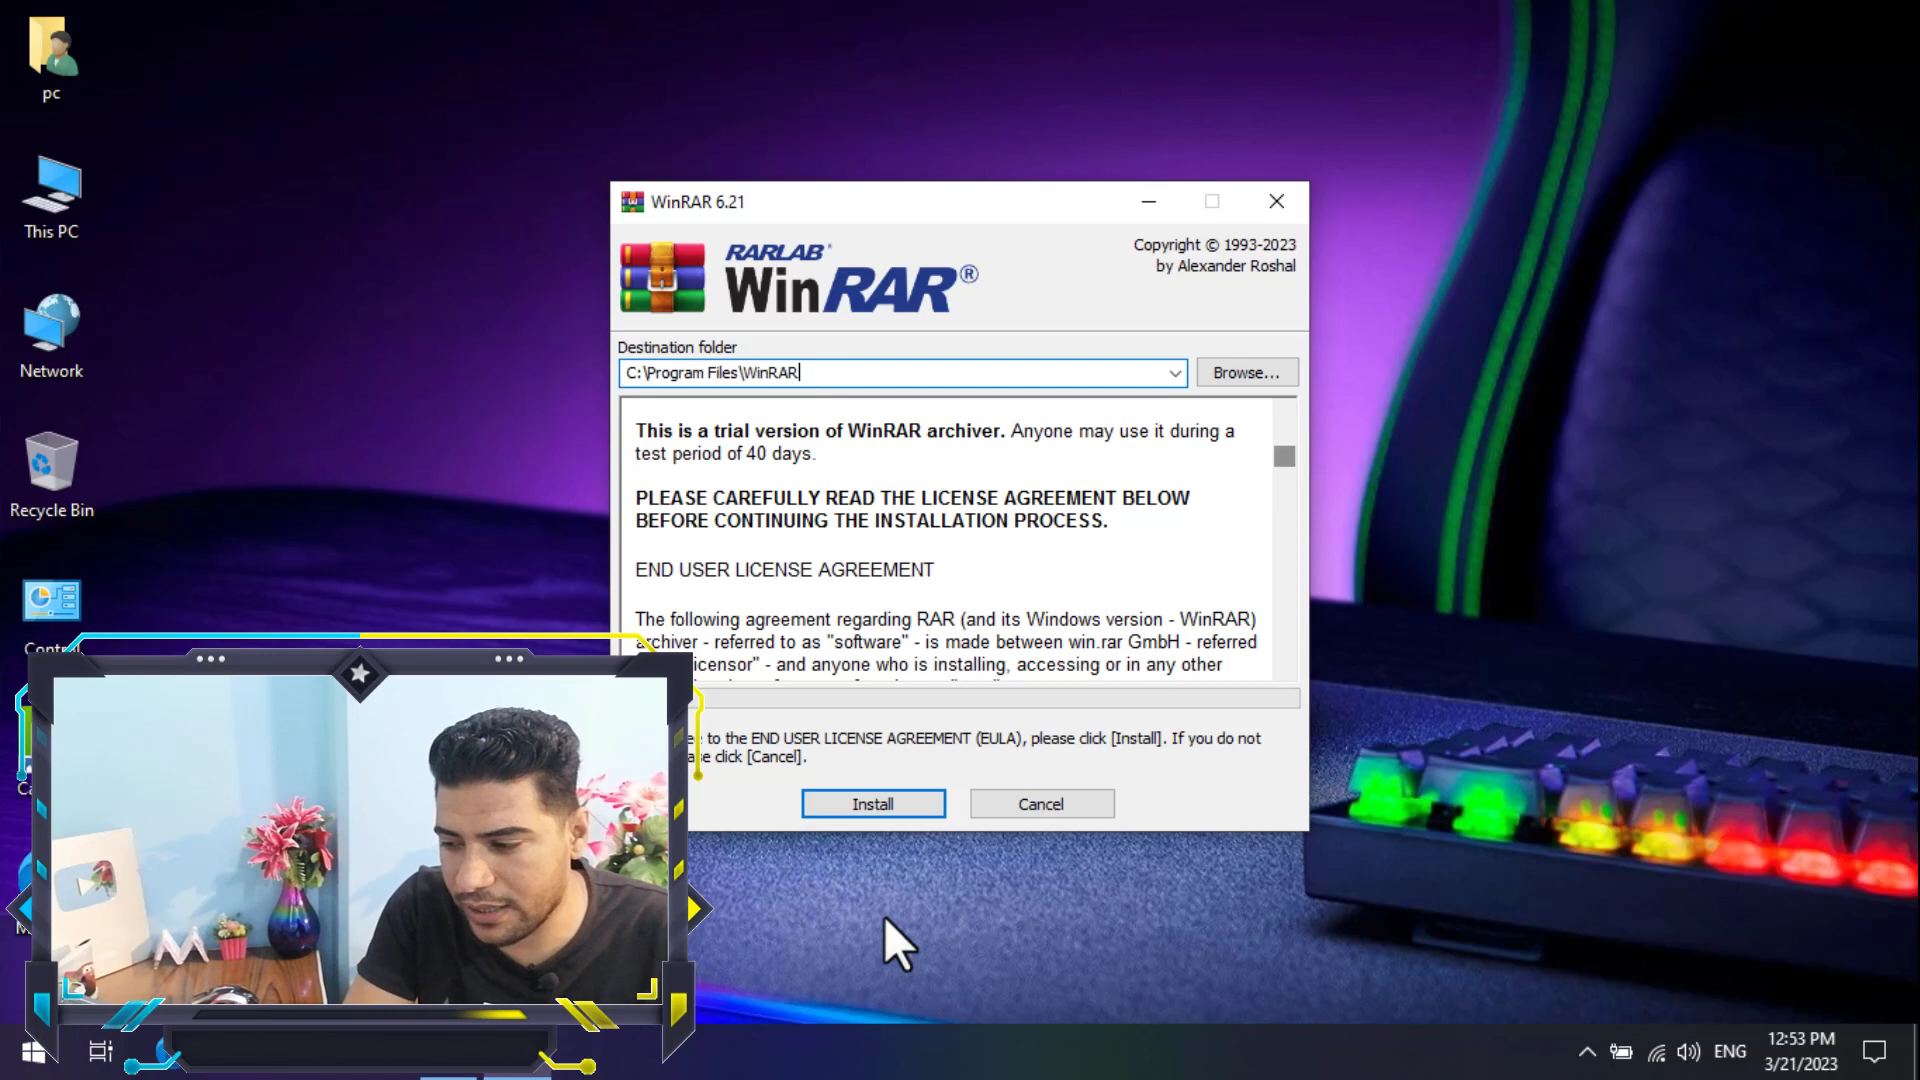 pc
This PC
Network
Recycle Bin
WinRAR 6.21
RARLAB®
WinRAR®
Copyright © 1993-2023
by Alexander Roshal
Destination folder
C:\Program Files\WinRAR
Browse...
This is a trial version of WinRAR archiver. Anyone may use it during a
test period of 40 days.
PLEASE CAREFULLY READ THE LICENSE AGREEMENT BELOW
BEFORE CONTINUING THE INSTALLATION PROCESS.
END USER LICENSE AGREEMENT
The following agreement regarding RAR (and its Windows version - WinRAR)
archiver - referred to as "software" - is made between win.rar GmbH - referred
icensor" - and anyone who is installing, accessing or in any other
to the END USER LICENSE AGREEMENT (EULA), please click [Install]. If you do not
click [Cancel].
Install
Cancel
ENG
12:53 PM
3/21/2023